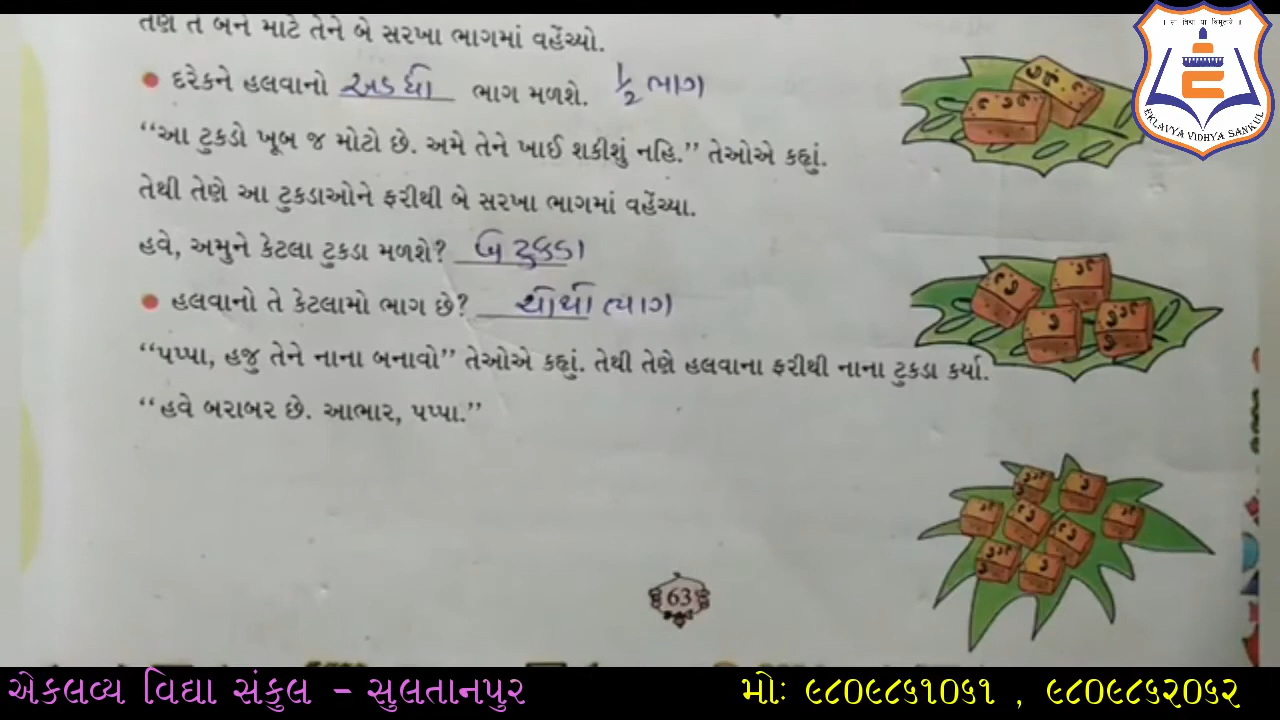 તેણે તે બંને માટે તેને બે સરખા ભાગમાં વહેંચ્યો.
● દરેકને હલવાનો અડધા ભાગ મળશે. 1/2 ભાગ
“આ ટુકડો ખૂબ જ મોટો છે. અમે તેને ખાઈ શકીશું નહિ.” તેઓએ કહ્યું.
તેથી તેણે આ ટુકડાઓને ફરીથી બે સરખા ભાગમાં વહેંચ્યા.
હવે, અમુને કેટલા ટુકડા મળશે? બે ટુકડા
● હલવાનો તે કેટલામો ભાગ છે? ચોથો ભાગ
“પપ્પા, હજુ તેને નાના બનાવો” તેઓએ કહ્યું. તેથી તેણે હલવાના ફરીથી નાના ટુકડા કર્યા.
“હવે બરાબર છે. આભાર, પપ્પા.”
63
॥ સા વિદ્યા યા વિમુક્તયે ॥
EKLAVYA VIDHYA SANKUL
એકલવ્ય વિદ્યા સંકુલ - સુલતાનપુર
મોઃ ૯૮૦૯૮૬૧૦૬૧ , ૯૮૦૯૮૬૨૦૬૨